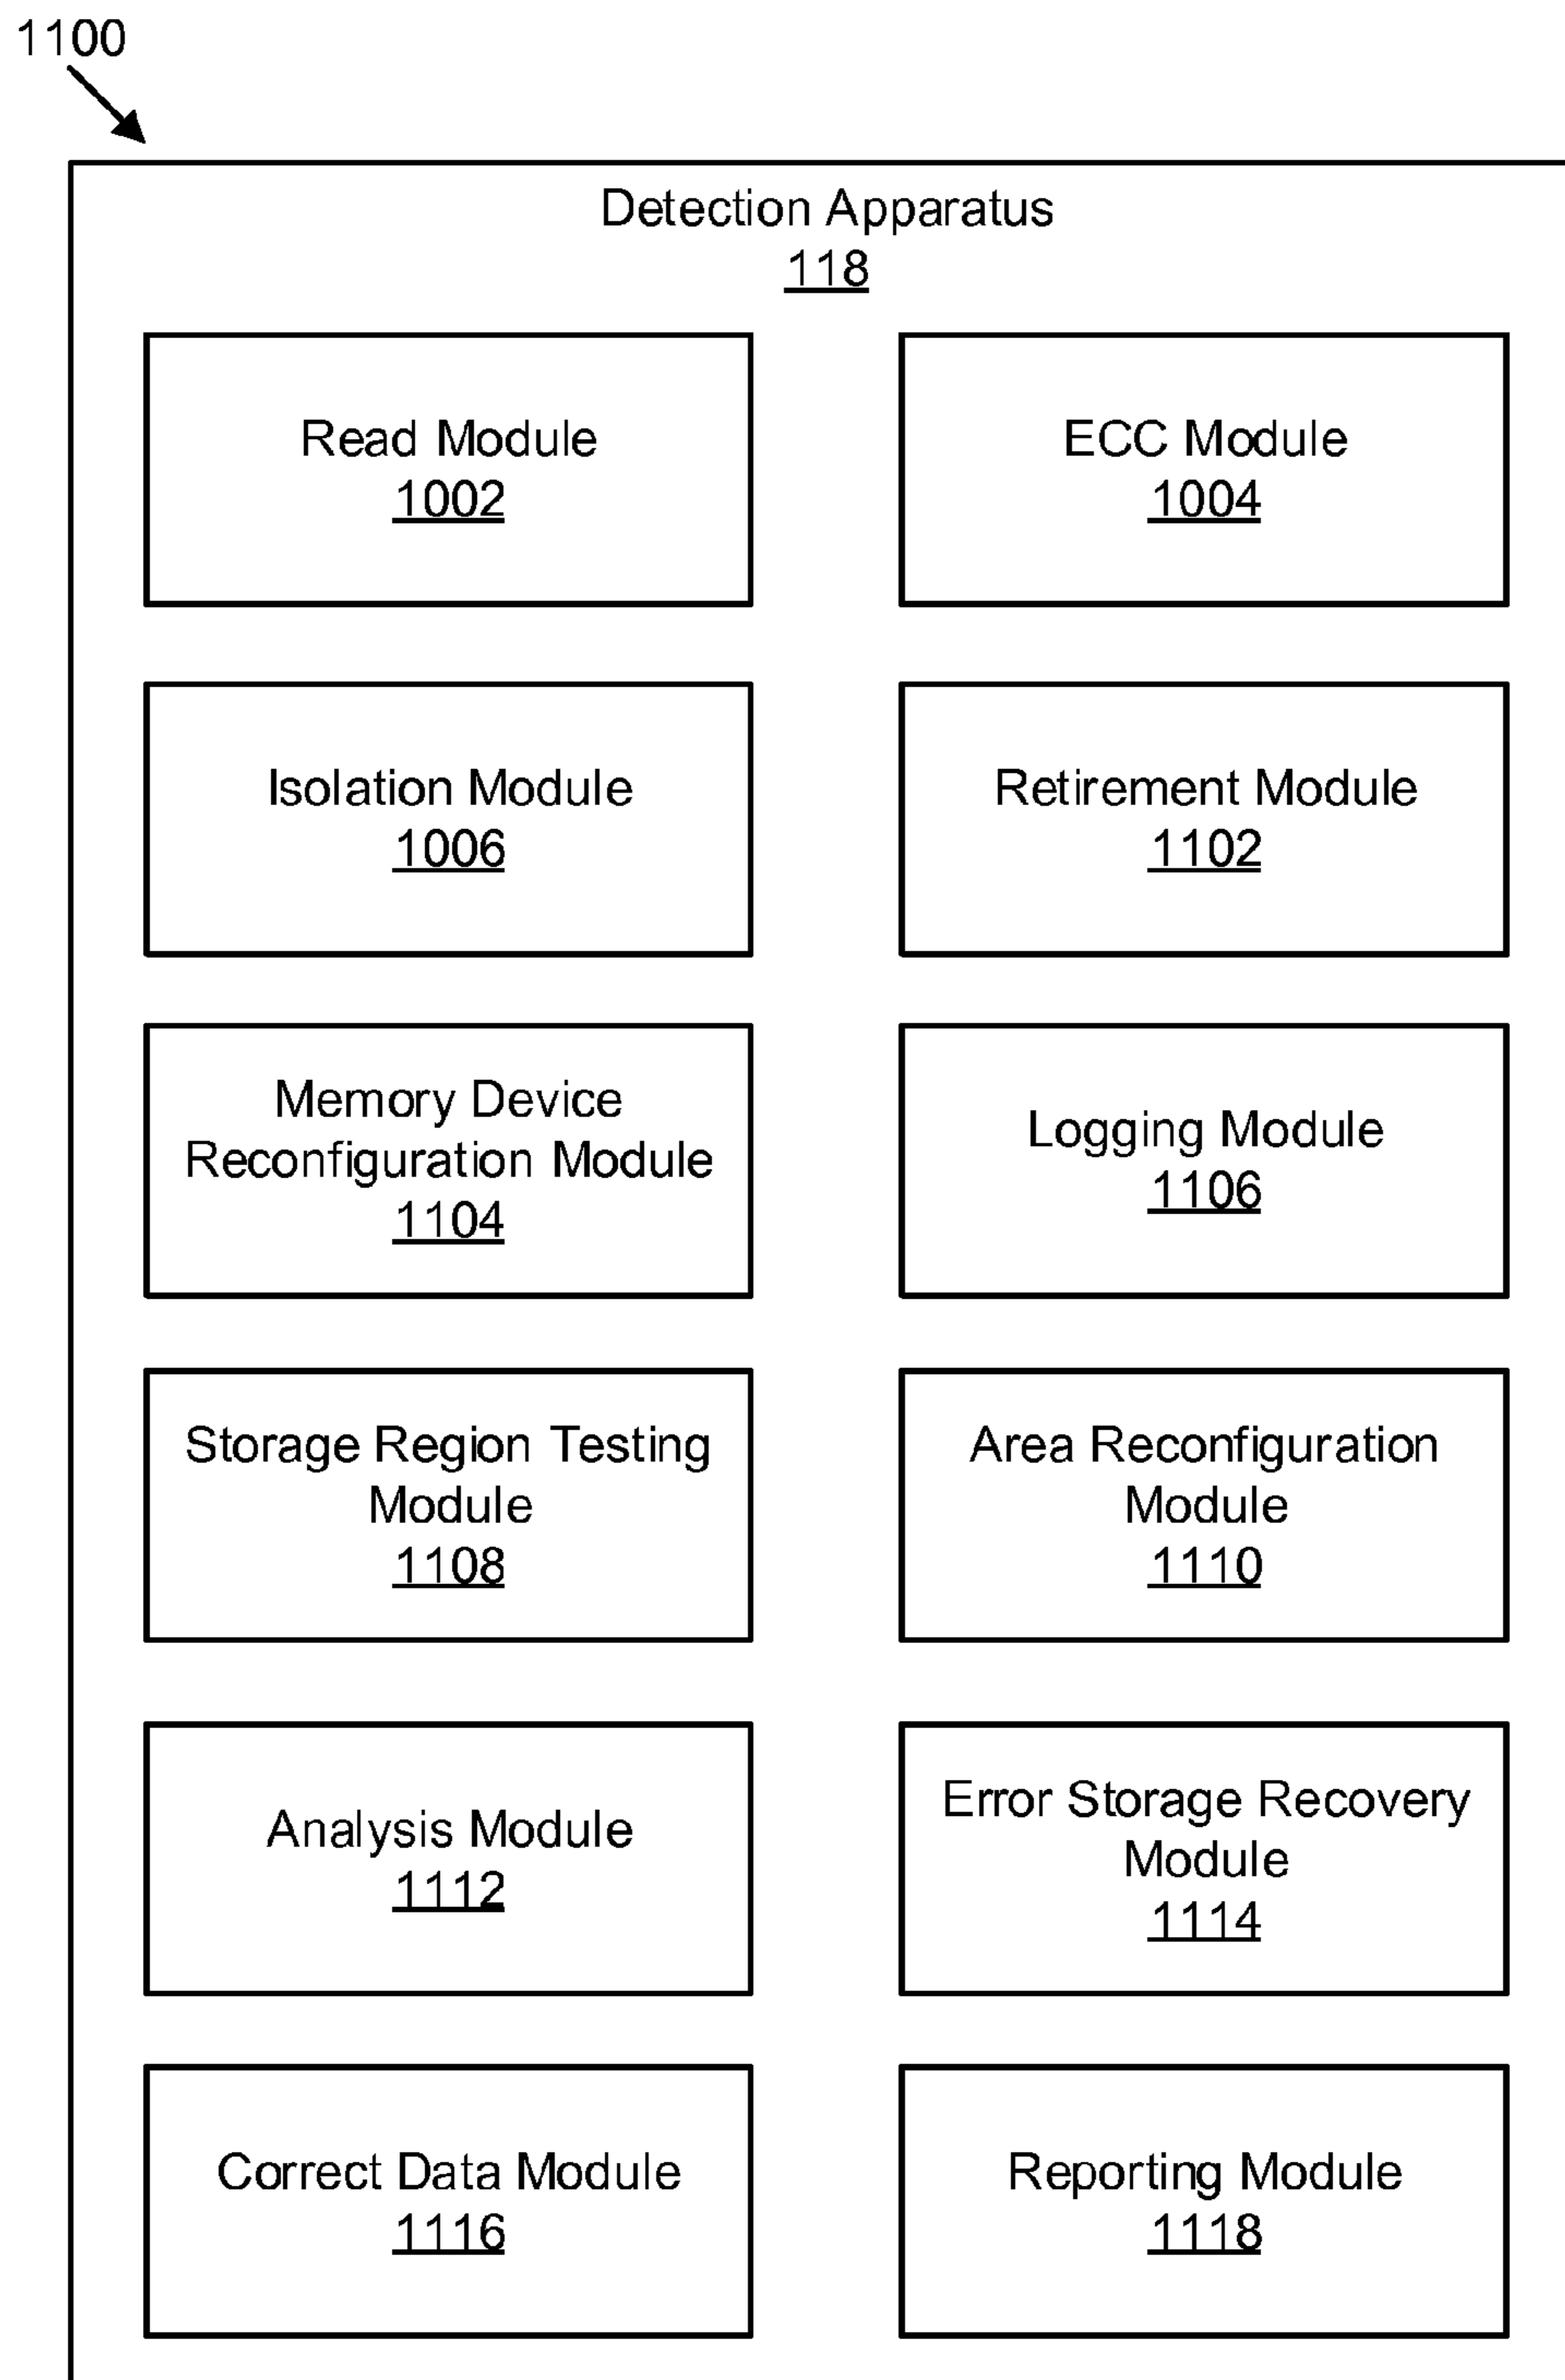 1100
Detection Apparatus
118
Read Module
1002
ECC Module
1004
Isolation Module
1006
Retirement Module
1102
Memory Device
Reconfiguration Module
1104
Logging Module
1106
Storage Region Testing
Module
1108
Area Reconfiguration
Module
1110
Analysis Module
1112
Error Storage Recovery
Module
1114
Correct Data Module
1116
Reporting Module
1118